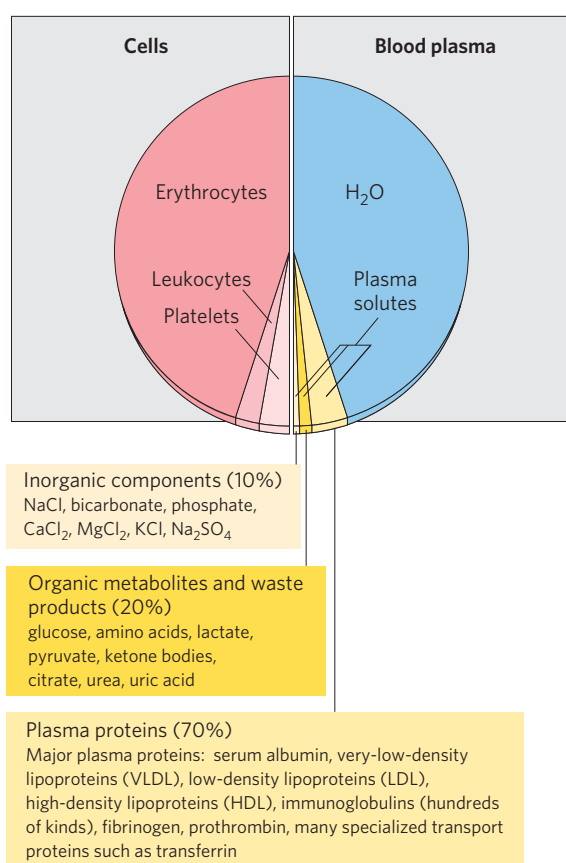 Cells
Blood plasma
Erythrocytes
H₂O
Leukocytes
Platelets
Plasma
solutes
Inorganic components (10%)
NaCl, bicarbonate, phosphate,
CaCl₂, MgCl₂, KCl, Na₂SO₄
Organic metabolites and waste
products (20%)
glucose, amino acids, lactate,
pyruvate, ketone bodies,
citrate, urea, uric acid
Plasma proteins (70%)
Major plasma proteins: serum albumin, very-low-density
lipoproteins (VLDL), low-density lipoproteins (LDL),
high-density lipoproteins (HDL), immunoglobulins (hundreds
of kinds), fibrinogen, prothrombin, many specialized transport
proteins such as transferrin